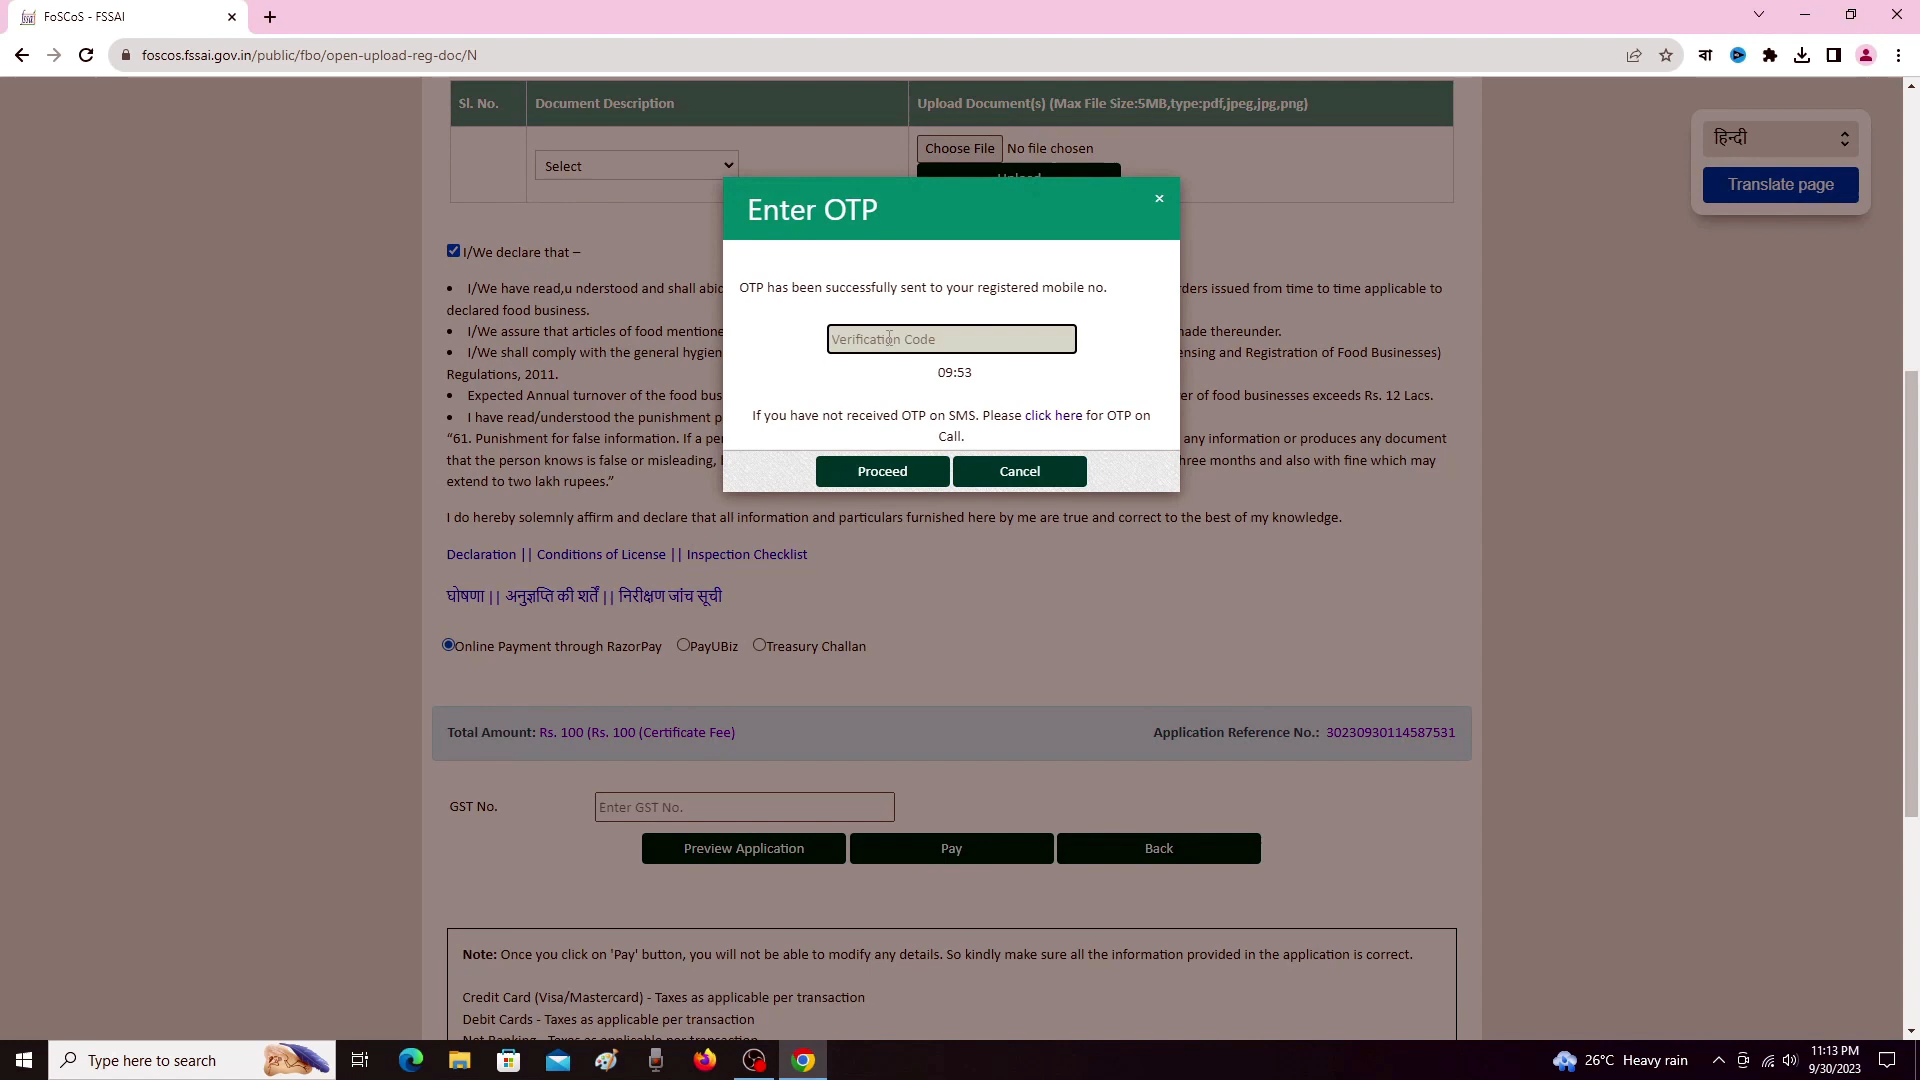 FoSCoS - FSSAI
foscos.fssai.gov.in/public/fbo/open-upload-reg-doc/N
Sl. No. Document Description Upload Document(s) (Max File Size:5MB,type:pdf,jpeg,jpg,png)
Select Choose File No file chosen
Upload
हिन्दी
Translate page
Enter OTP
×
OTP has been successfully sent to your registered mobile no.
Verification Code
09:53
If you have not received OTP on SMS. Please click here for OTP on
Call.
Proceed Cancel
I/We declare that –
• I/We have read,u nderstood and shall abid rders issued from time to time applicable to
declared food business.
• I/We assure that articles of food mentione made thereunder.
• I/We shall comply with the general hygien ensing and Registration of Food Businesses)
Regulations, 2011.
• Expected Annual turnover of the food bus er of food businesses exceeds Rs. 12 Lacs.
• I have read/understood the punishment p
“61. Punishment for false information. If a per any information or produces any document
that the person knows is false or misleading, three months and also with fine which may
extend to two lakh rupees.”
I do hereby solemnly affirm and declare that all information and particulars furnished here by me are true and correct to the best of my knowledge.
Declaration || Conditions of License || Inspection Checklist
घोषणा || अनुज्ञप्ति की शर्तें || निरीक्षण जांच सूची
Online Payment through RazorPay PayUBiz Treasury Challan
Total Amount: Rs. 100 (Rs. 100 (Certificate Fee) Application Reference No.: 30230930114587531
GST No. Enter GST No.
Preview Application Pay Back
Note: Once you click on 'Pay' button, you will not be able to modify any details. So kindly make sure all the information provided in the application is correct.
Credit Card (Visa/Mastercard) - Taxes as applicable per transaction
Debit Cards - Taxes as applicable per transaction
Net Banking - Taxes as applicable per transaction
Type here to search
26°C Heavy rain
11:13 PM
9/30/2023